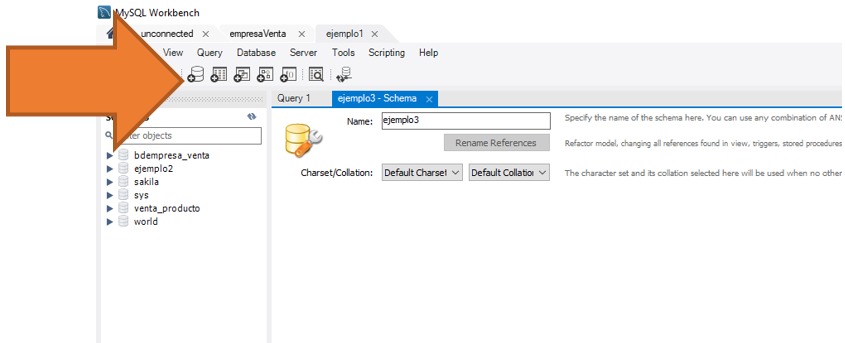 MySQL Workbench
unconnected empresaVenta ejemplo1
View Query Database Server Tools Scripting Help
Query 1 ejemplo3 - Schema
Name: ejemplo3 Specify the name of the schema here. You can use any combination of ANS
objects
Rename References Refactor model, changing all references found in view, triggers, stored procedures
bdempresa_venta
ejemplo2
Charset/Collation: Default Charset Default Collation The character set and its collation selected here will be used when no other
sakila
sys
venta_producto
world